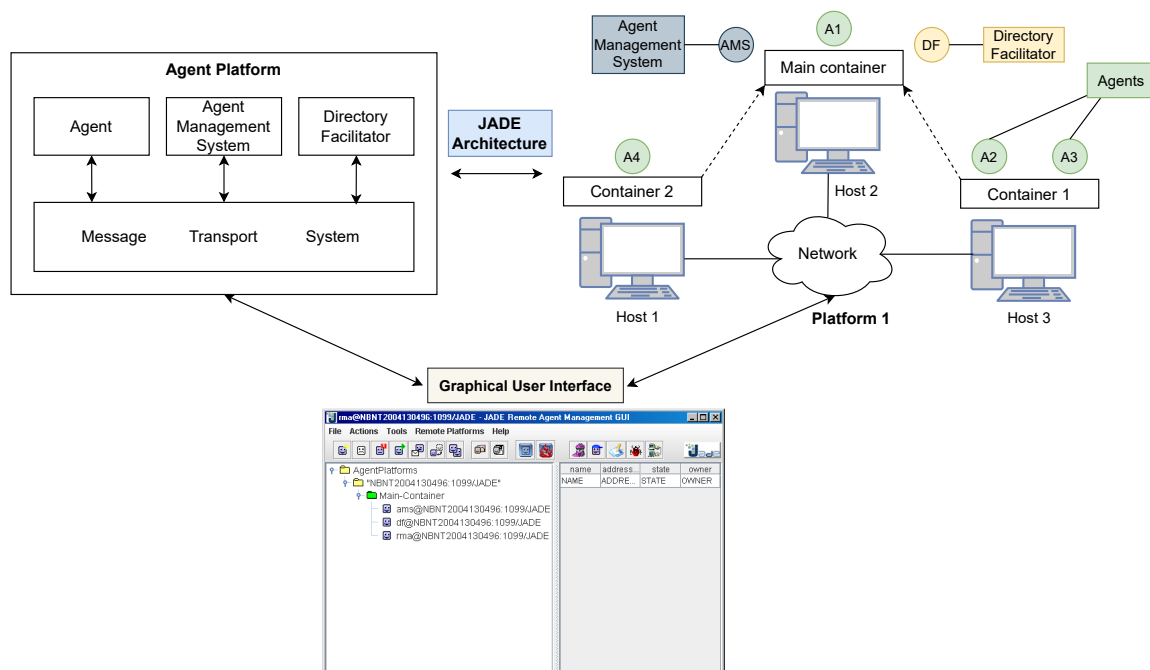 Agent Platform
Agent
Agent
Management
System
Directory
Facilitator
Message
Transport
System
JADE
Architecture
Agent
Management
System
AMS
A1
DF
Directory
Facilitator
Main container
Agents
A4
A2
A3
Container 2
Host 2
Container 1
Network
Host 1
Platform 1
Host 3
Graphical User Interface
rma@NBNT2004130496:1099/JADE - JADE Remote Agent Management GUI
File Actions Tools Remote Platforms Help
AgentPlatforms
"NBNT2004130496:1099/JADE"
Main-Container
ams@NBNT2004130496:1099/JADE
df@NBNT2004130496:1099/JADE
rma@NBNT2004130496:1099/JADE
name address... state owner
NAME ADDRE... STATE OWNER